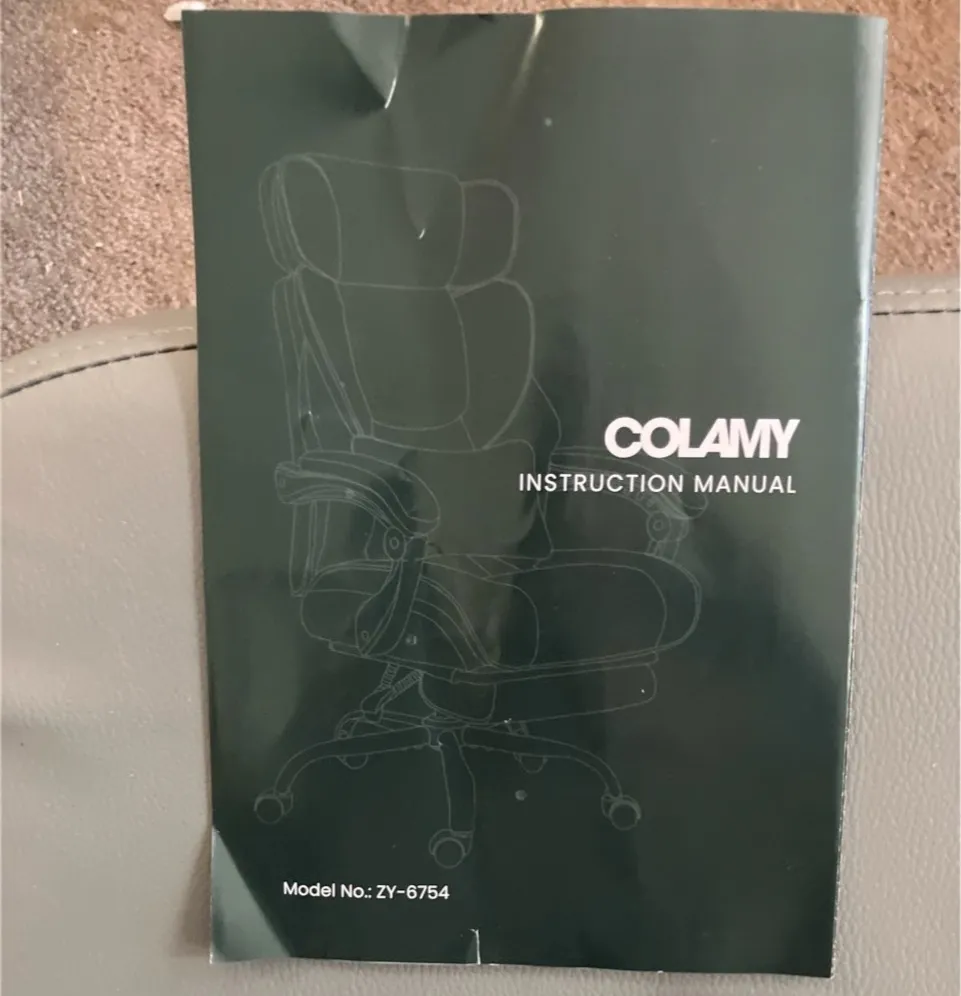 COLAMY
INSTRUCTION MANUAL
Model No.: ZY-6754